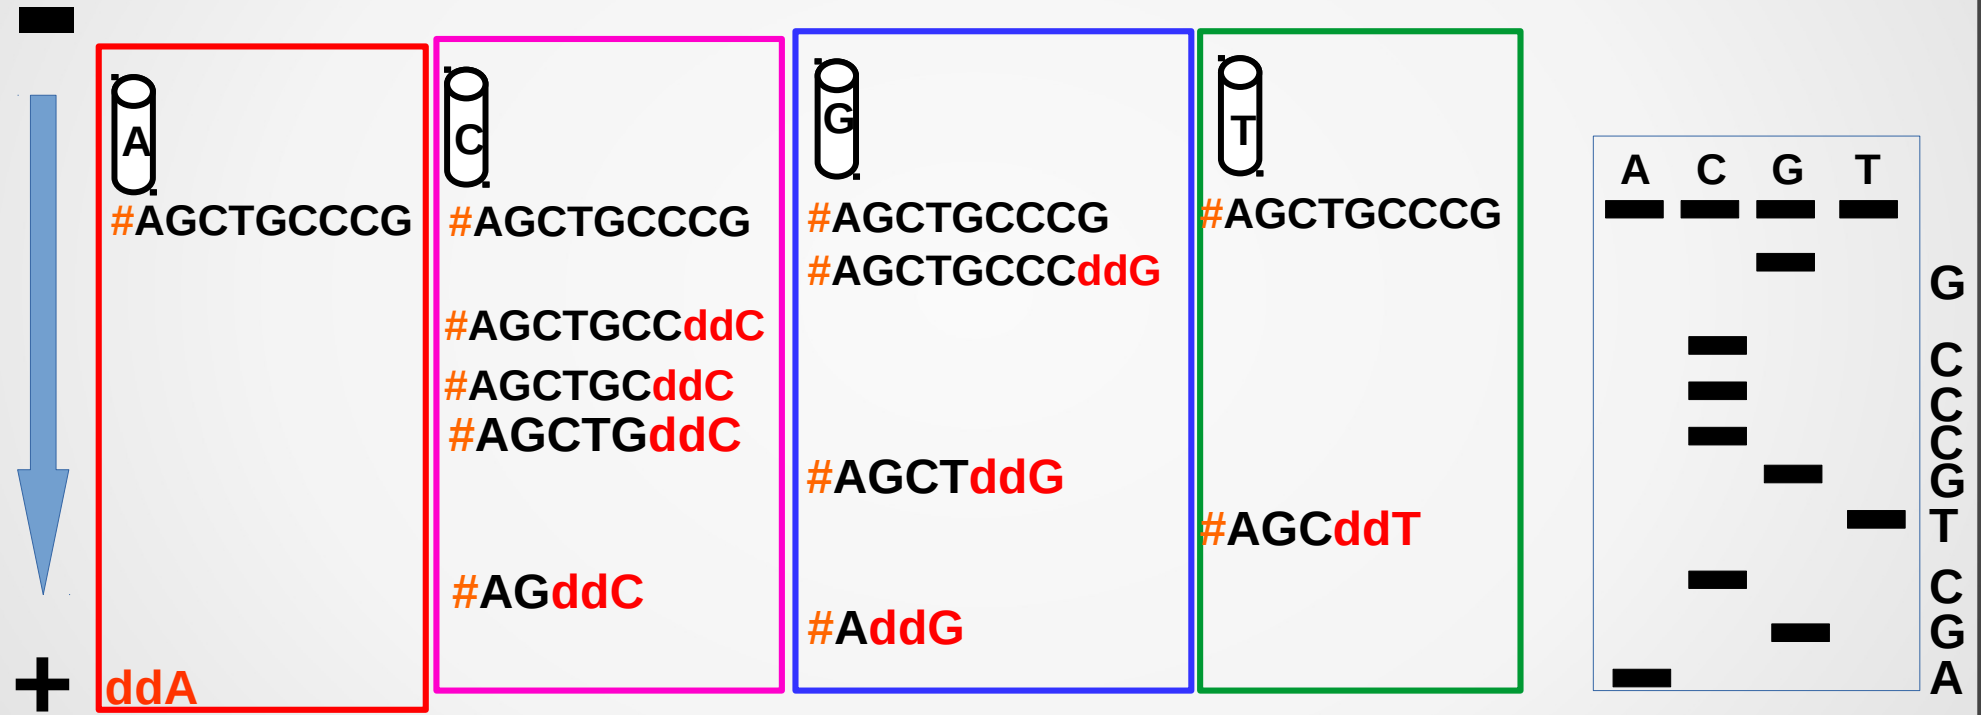 A
#AGCTGCCCG
ddA
C
#AGCTGCCCG
#AGCTGCCddC
#AGCTGCddC
#AGCTGddC
#AGddC
G
#AGCTGCCCG
#AGCTGCCCddG
#AGCTddG
#AddG
T
#AGCTGCCCG
#AGCddT
+
A C G T
G
C
C
C
G
T
C
G
A